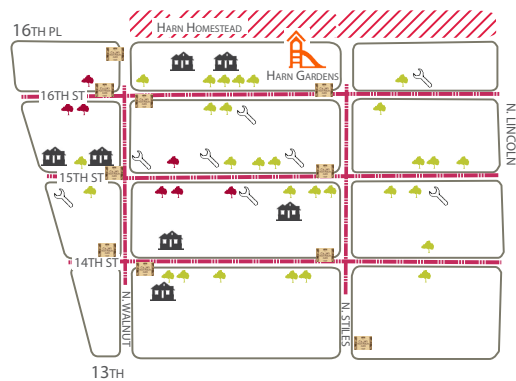 16TH PL
HARN HOMESTEAD
HARN GARDENS
16TH ST
N. LINCOLN
15TH ST
14TH ST
N. WALNUT
N. STILES
13TH